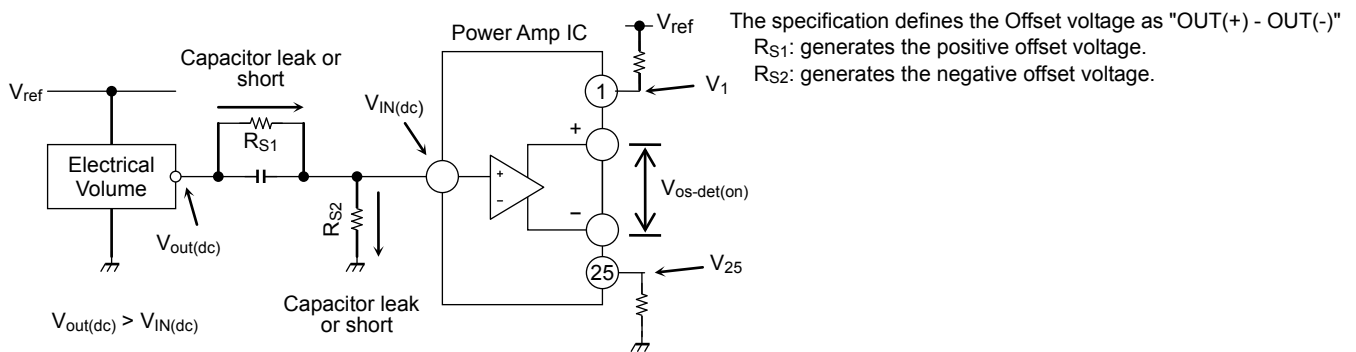 Power Amp IC
Vref
The specification defines the Offset voltage as "OUT(+) - OUT(-)"
RS1: generates the positive offset voltage.
RS2: generates the negative offset voltage.
Capacitor leak or
short
Vref
RS1
VIN(dc)
1
V1
Electrical
Volume
+
+
−
−
Vos-det(on)
RS2
Vout(dc)
25
V25
Capacitor leak
or short
Vout(dc) > VIN(dc)